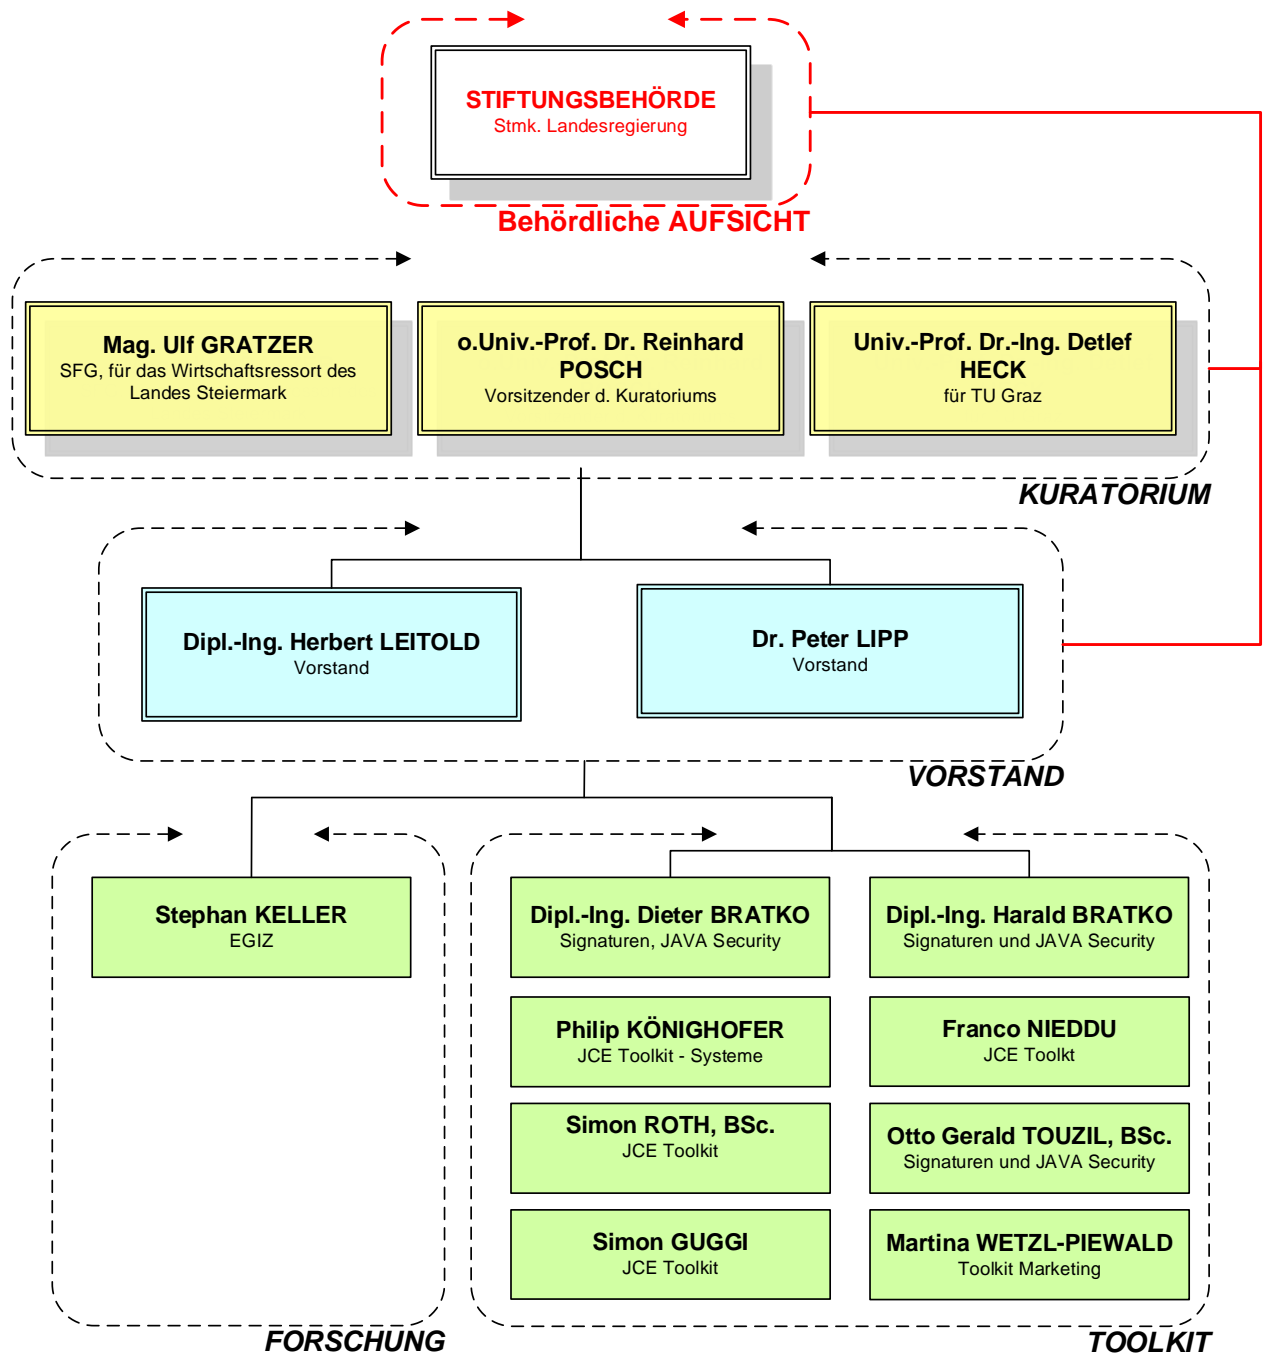 STIFTUNGSBEHÖRDE
Stmk. Landesregierung
Behördliche AUFSICHT
Mag. Ulf GRATZER
SFG, für das Wirtschaftsressort des
Landes Steiermark
o.Univ.-Prof. Dr. Reinhard
POSCH
Vorsitzender d. Kuratoriums
Univ.-Prof. Dr.-Ing. Detlef
HECK
für TU Graz
KURATORIUM
Dipl.-Ing. Herbert LEITOLD
Vorstand
Dr. Peter LIPP
Vorstand
VORSTAND
Stephan KELLER
EGIZ
FORSCHUNG
Dipl.-Ing. Dieter BRATKO
Signaturen, JAVA Security
Dipl.-Ing. Harald BRATKO
Signaturen und JAVA Security
Philip KÖNIGHOFER
JCE Toolkit - Systeme
Franco NIEDDU
JCE Toolkt
Simon ROTH, BSc.
JCE Toolkit
Otto Gerald TOUZIL, BSc.
Signaturen und JAVA Security
Simon GUGGI
JCE Toolkit
Martina WETZL-PIEWALD
Toolkit Marketing
TOOLKIT